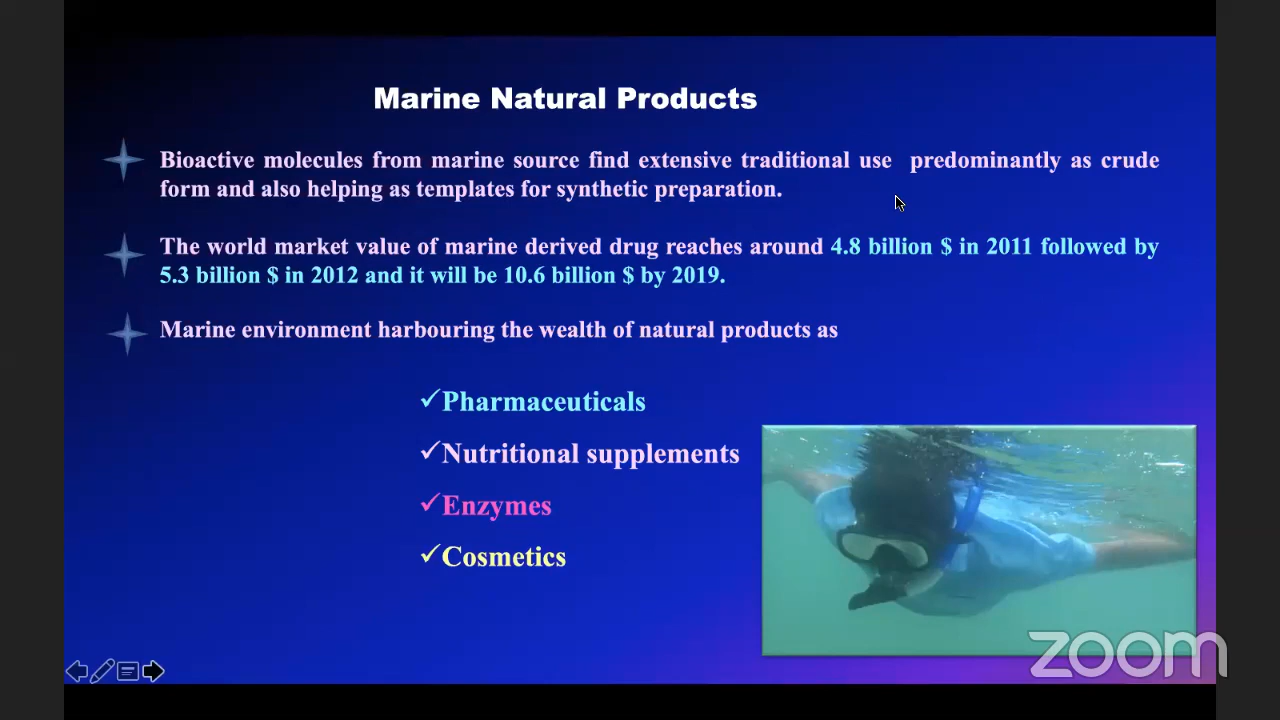 Marine Natural Products
Bioactive molecules from marine source find extensive traditional use predominantly as crude
form and also helping as templates for synthetic preparation.
The world market value of marine derived drug reaches around 4.8 billion $ in 2011 followed by
5.3 billion $ in 2012 and it will be 10.6 billion $ by 2019.
Marine environment harbouring the wealth of natural products as
✓Pharmaceuticals
✓Nutritional supplements
✓Enzymes
✓Cosmetics
zoom